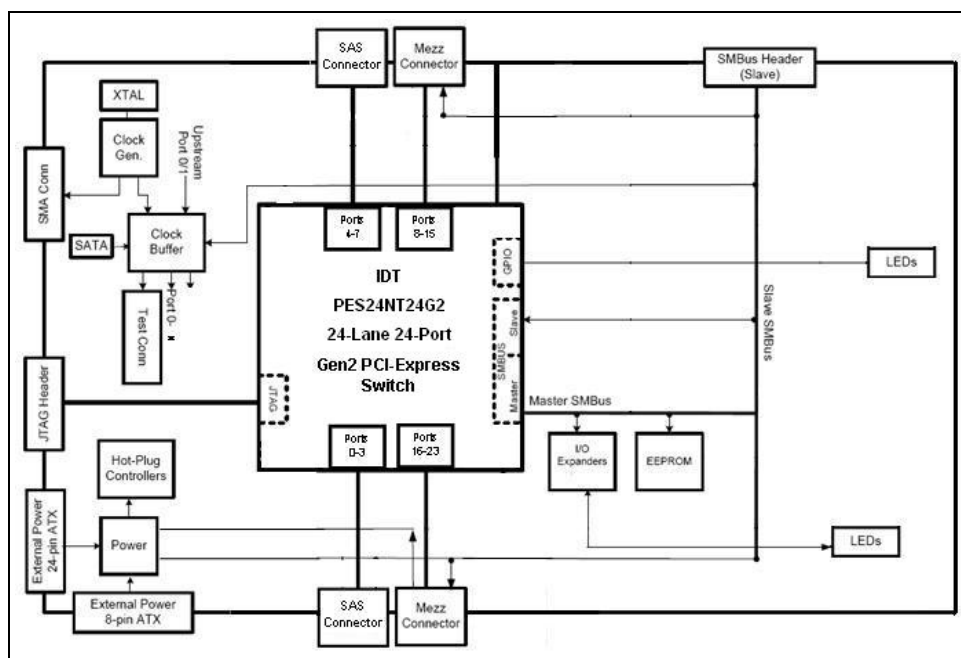 SAS
Connector
Mezz
Connector
SMBus Header
(Slave)
XTAL
Clock
Gen.
Upstream
Port 0/1
SMA Conn
SATA
Clock
Buffer
Port 0-
Test Conn
Ports
4-7
Ports
8-15
IDT
PES24NT24G2
24-Lane 24-Port
Gen2 PCI-Express
Switch
GPIO
LEDs
Slave
SMBUS
Master
Slave SMBus
JTAG Header
JTAG
Master SMBus
Ports
0-3
Ports
16-23
I/O
Expanders
EEPROM
Hot-Plug
Controllers
External Power
24-pin ATX
Power
LEDs
External Power
8-pin ATX
SAS
Connector
Mezz
Connector